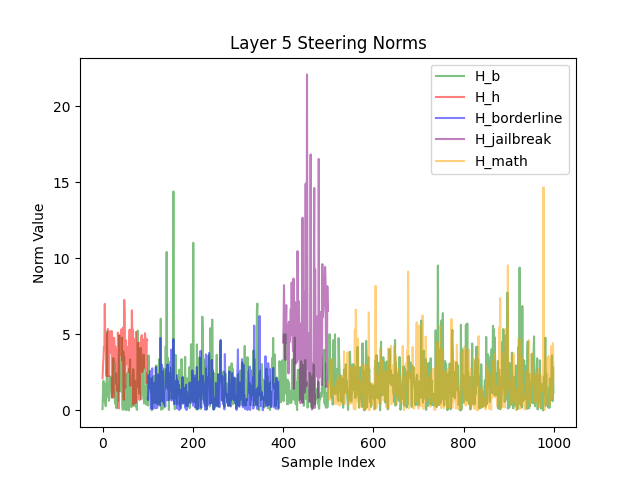 Layer 5 Steering Norms
H_b
H_h
H_borderline
H_jailbreak
H_math
20
15
10
5
0
Norm Value
0 200 400 600 800 1000
Sample Index